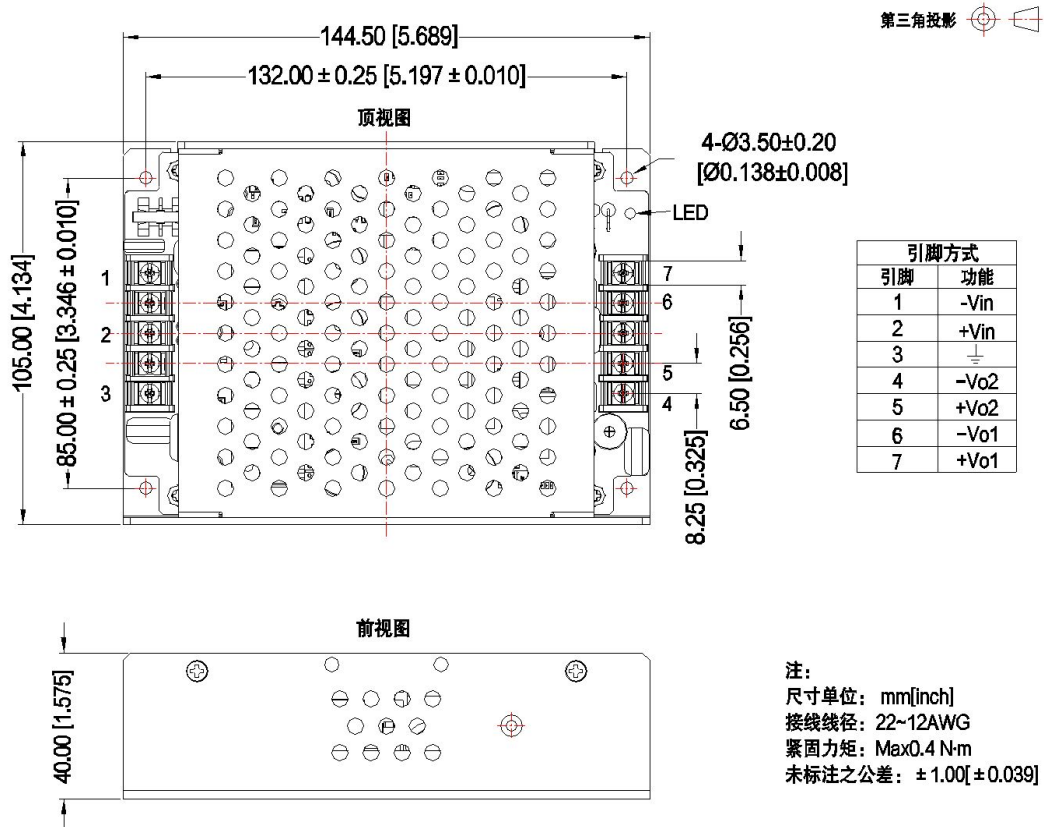 第三角投影
144.50 [5.689]
132.00 ± 0.25 [5.197 ± 0.010]
顶视图
4-Ø3.50±0.20
[Ø0.138±0.008]
LED
105.00 [4.134]
85.00 ± 0.25 [3.346 ± 0.010]
1
2
3
7
6
5
4
6.50 [0.256]
8.25 [0.325]
引脚方式
引脚 功能
1 -Vin
2 +Vin
3 ⏚
4 -Vo2
5 +Vo2
6 -Vo1
7 +Vo1
前视图
40.00 [1.575]
注：
尺寸单位：mm[inch]
接线线径：22~12AWG
紧固力矩：Max0.4 N·m
未标注之公差：±1.00[±0.039]